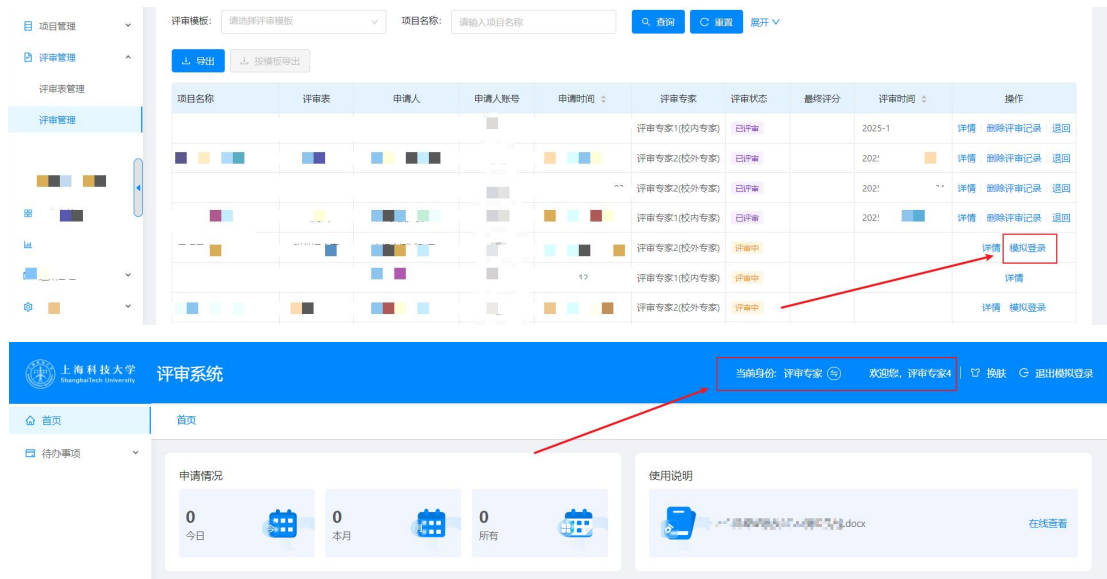 项目管理
评审模板: 请选择评审模板 项目名称: 请输入项目名称 查询 重置 展开
评审管理
导出 按模板导出
评审表管理
项目名称 评审表 申请人 申请人账号 申请时间 评审专家 评审状态 最终评分 评审时间 操作
评审管理
评审专家1(校内专家) 已评审 2025-1 详情 删除评审记录 退回
评审专家2(校外专家) 已评审 202 详情 删除评审记录 退回
评审专家2(校外专家) 已评审 202 详情 删除评审记录 退回
评审专家1(校内专家) 已评审 202 详情 删除评审记录 退回
评审专家2(校外专家) 评审中 详情 模拟登录
12 评审专家1(校内专家) 评审中 详情
评审专家2(校外专家) 评审中 详情 模拟登录
上海科技大学
ShanghaiTech University
评审系统 当前身份: 评审专家 欢迎您, 评审专家4 换肤 退出模拟登录
首页 首页
待办事项
申请情况 使用说明
0 0 0
.docx 在线查看
今日 本月 所有